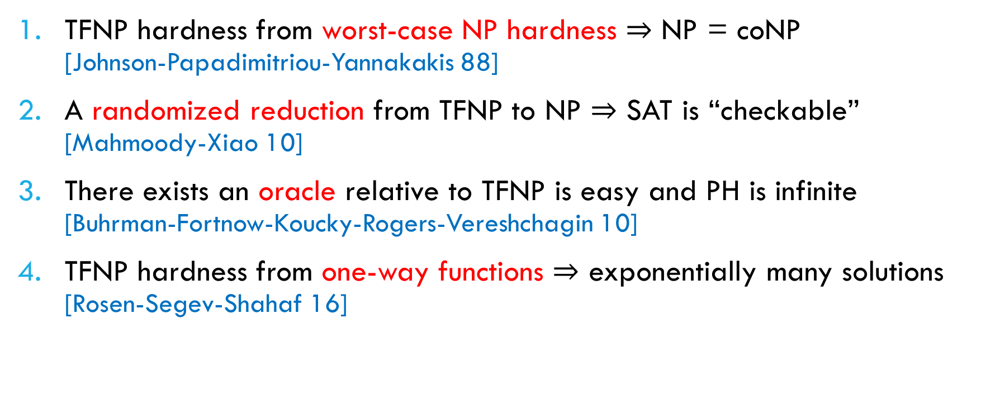 1. TFNP hardness from worst-case NP hardness ⇒ NP = coNP
[Johnson-Papadimitriou-Yannakakis 88]
2. A randomized reduction from TFNP to NP ⇒ SAT is “checkable”
[Mahmoody-Xiao 10]
3. There exists an oracle relative to TFNP is easy and PH is infinite
[Buhrman-Fortnow-Koucky-Rogers-Vereshchagin 10]
4. TFNP hardness from one-way functions ⇒ exponentially many solutions
[Rosen-Segev-Shahaf 16]